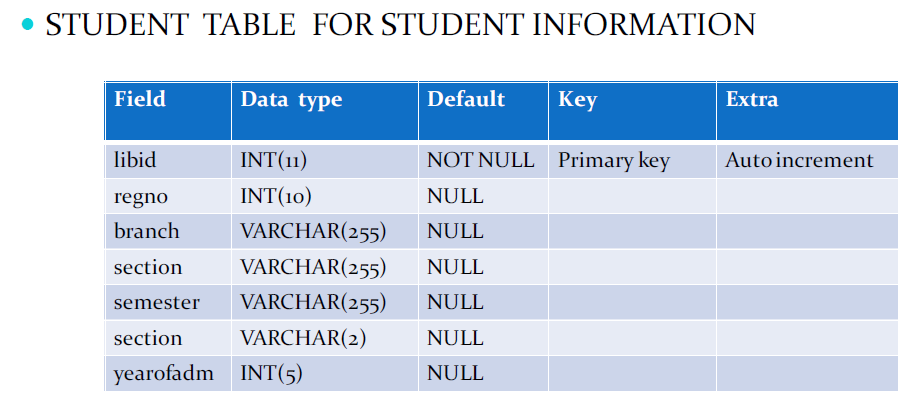 • STUDENT TABLE FOR STUDENT INFORMATION
Field Data type Default Key Extra
libid INT(11) NOT NULL Primary key Auto increment
regno INT(10) NULL
branch VARCHAR(255) NULL
section VARCHAR(255) NULL
semester VARCHAR(255) NULL
section VARCHAR(2) NULL
yearofadm INT(5) NULL